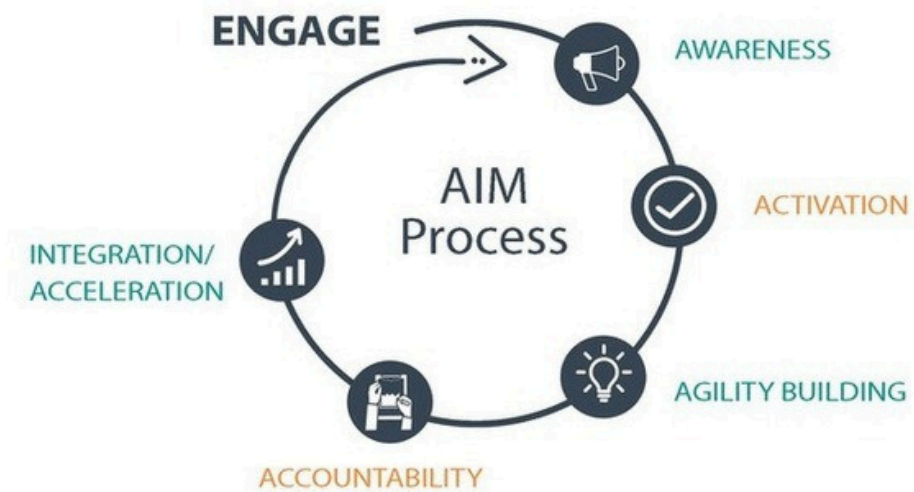 ENGAGE
AWARENESS
AIM
Process
ACTIVATION
INTEGRATION/
ACCELERATION
AGILITY BUILDING
ACCOUNTABILITY